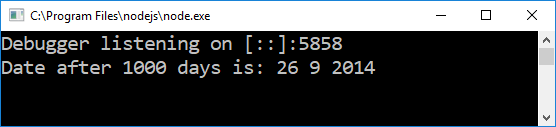 C:\Program Files\nodejs\node.exe
Debugger listening on [::]:5858
Date after 1000 days is: 26 9 2014